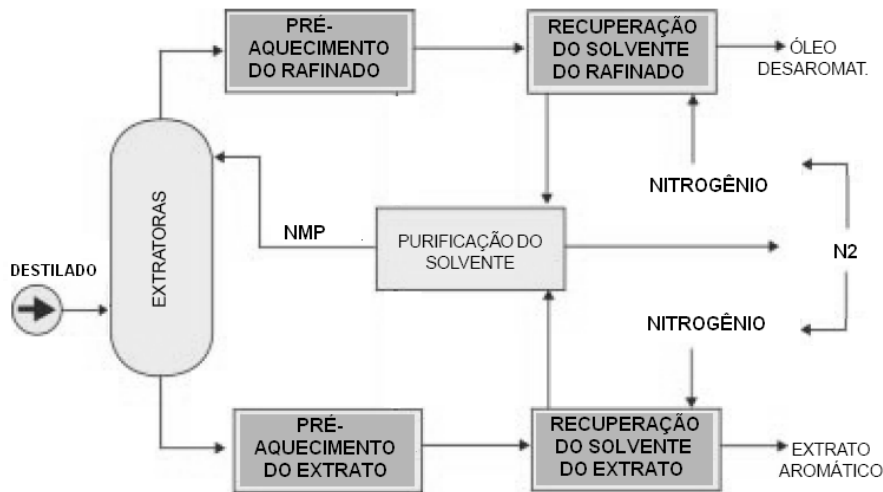 PRÉ-
AQUECIMENTO
DO RAFINADO
RECUPERAÇÃO
DO SOLVENTE
DO RAFINADO
ÓLEO
DESAROMAT.
NITROGÊNIO
EXTRATORAS
NMP
PURIFICAÇÃO DO
SOLVENTE
N2
DESTILADO
NITROGÊNIO
PRÉ-
AQUECIMENTO
DO EXTRATO
RECUPERAÇÃO
DO SOLVENTE
DO EXTRATO
EXTRATO
AROMÁTICO